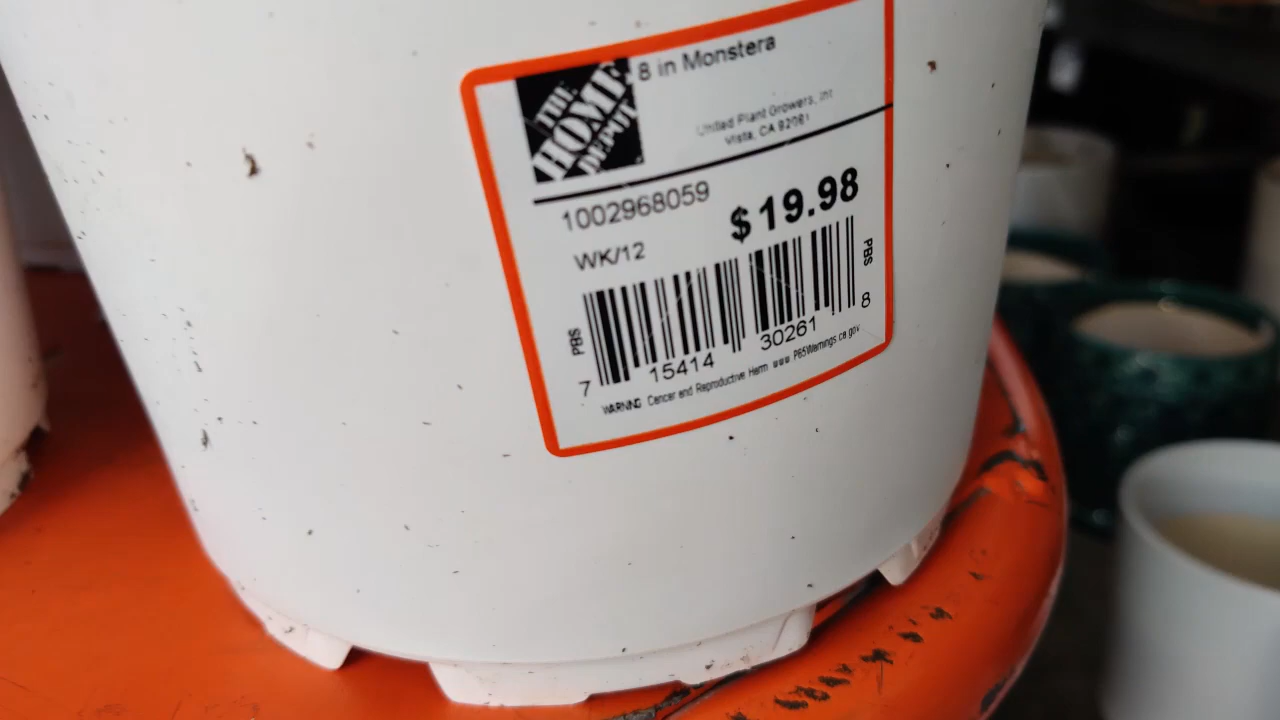 THE
HOME
DEPOT
8 in Monstera
United Plant Growers, Inc
Vista, CA 92081
1002968059
$19.98
WK/12
PBS
PBS
7 15414 30261 8
WARNING Cancer and Reproductive Harm www P65Warnings.ca.gov